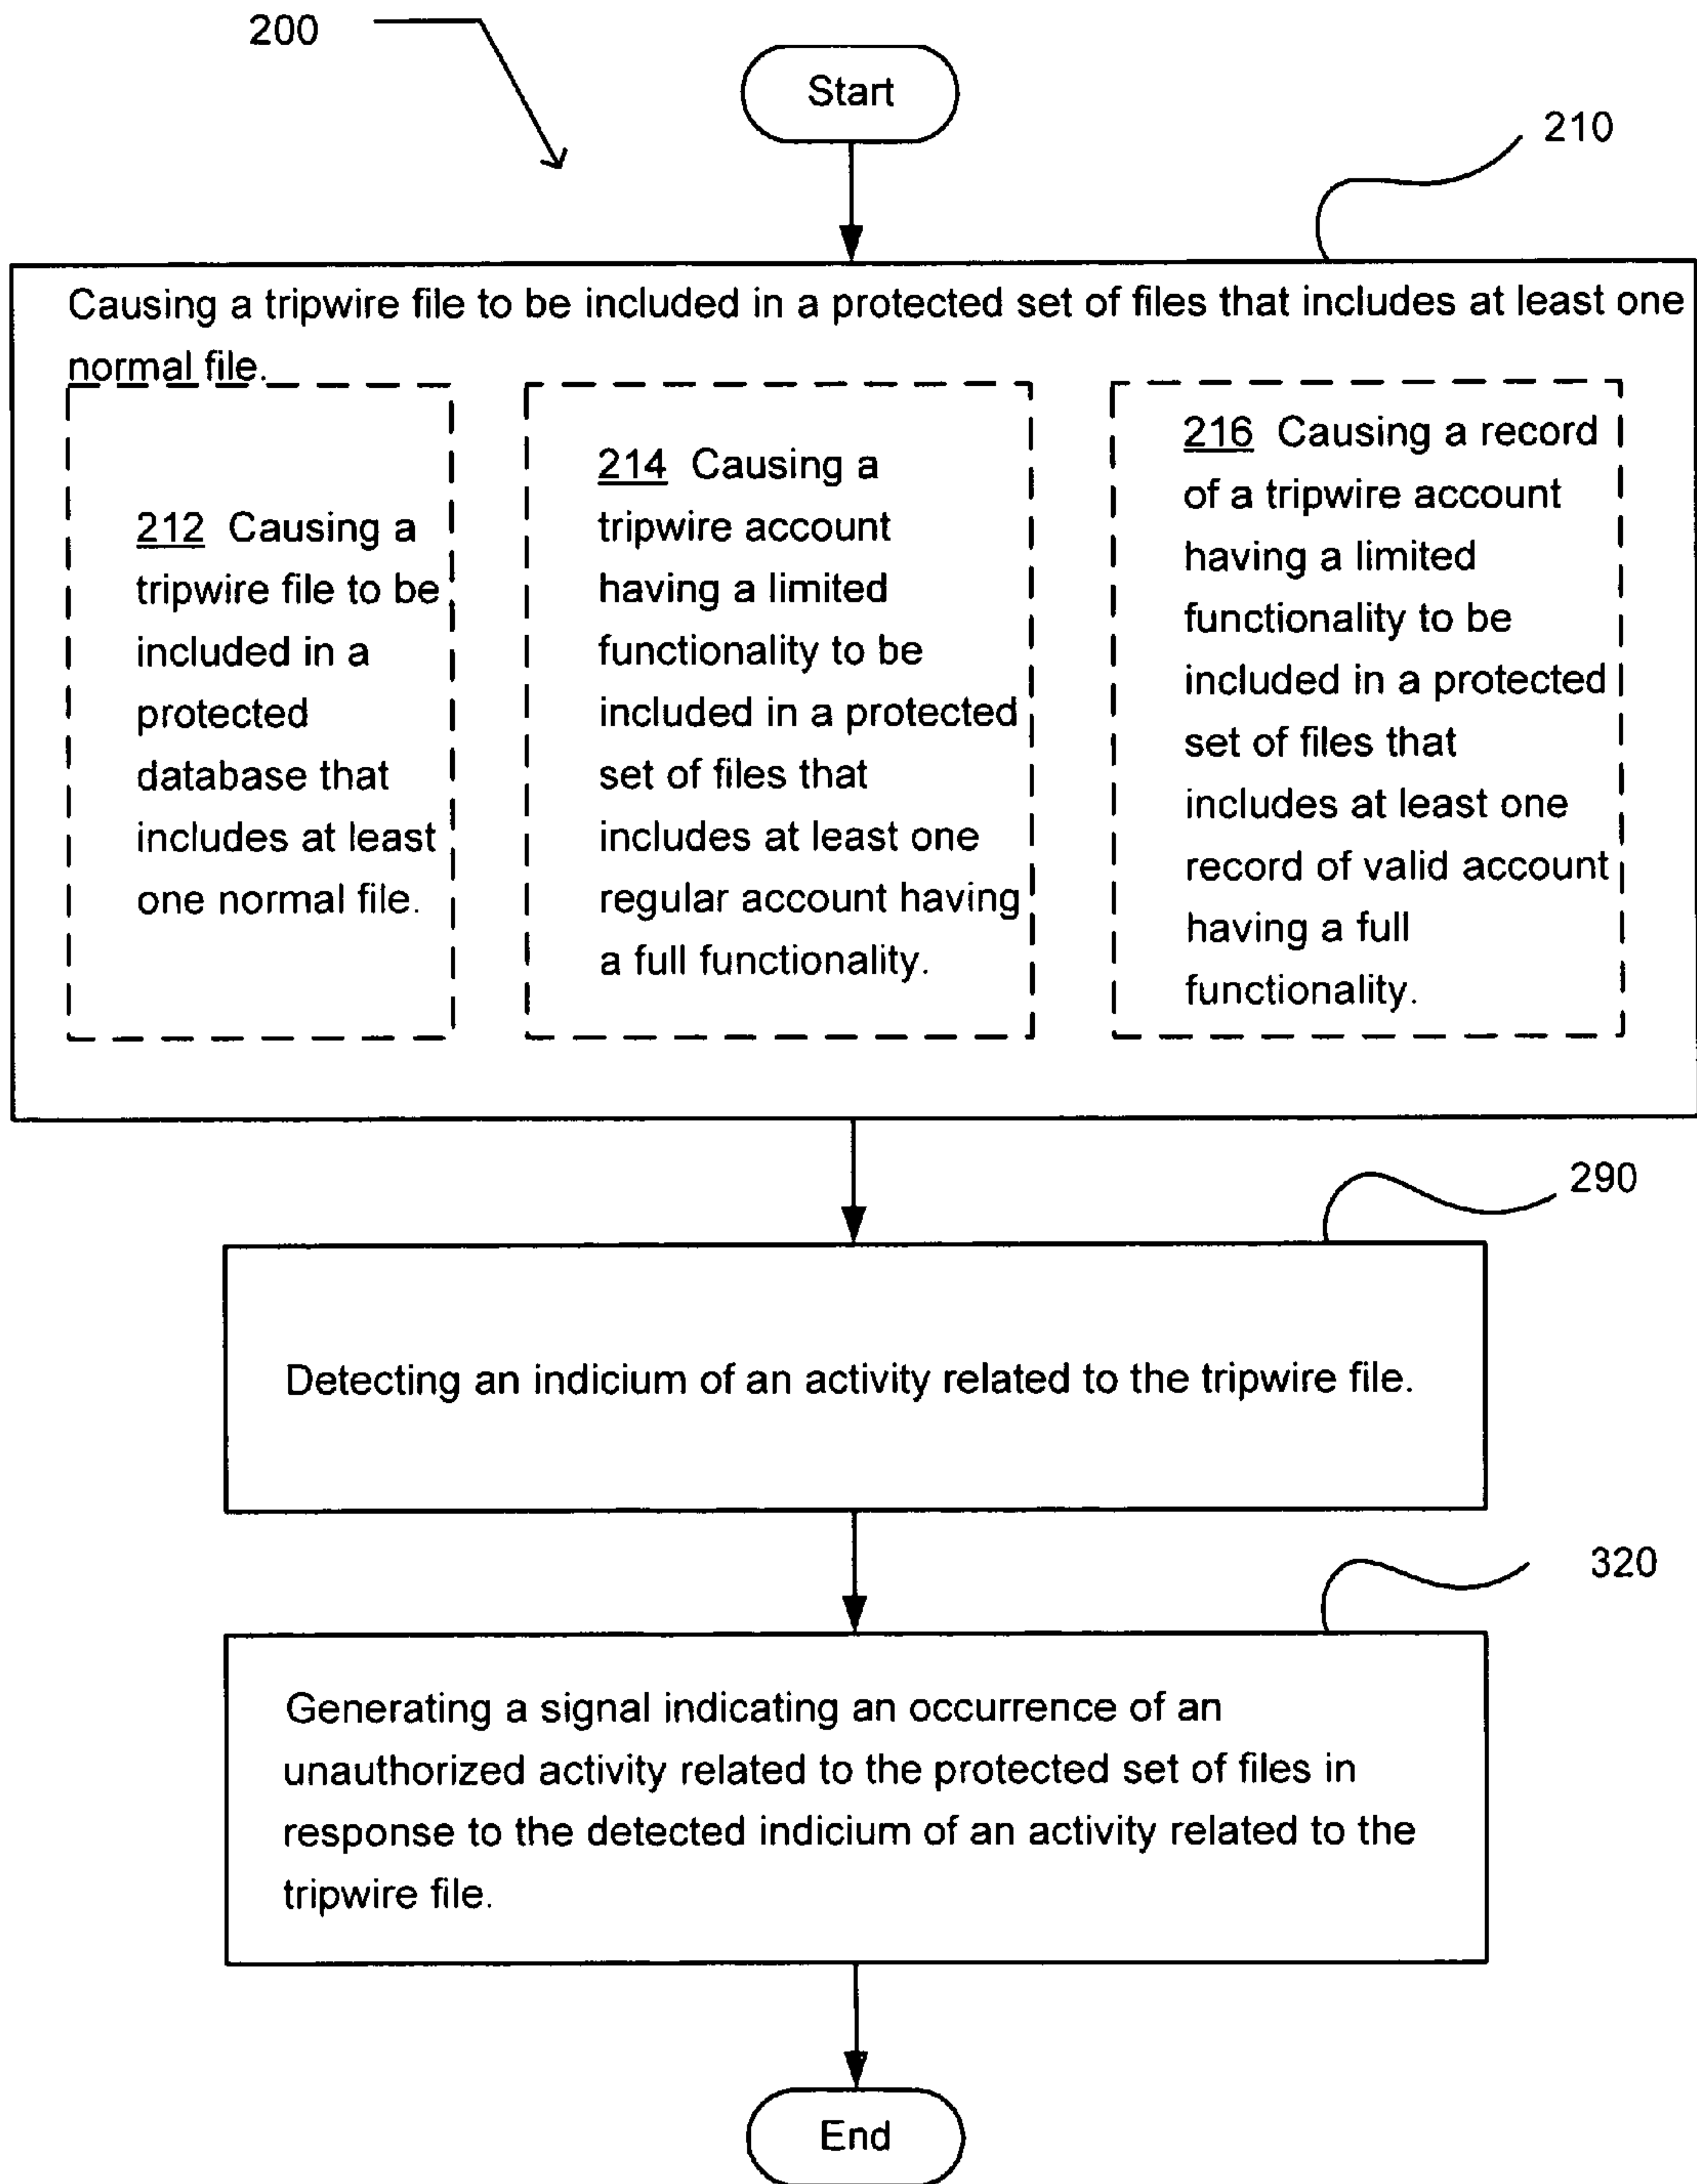 200
Start
210
Causing a tripwire file to be included in a protected set of files that includes at least one
normal file.
212 Causing a
tripwire file to be
included in a
protected
database that
includes at least
one normal file.
214 Causing a
tripwire account
having a limited
functionality to be
included in a protected
set of files that
includes at least one
regular account having
a full functionality.
216 Causing a record
of a tripwire account
having a limited
functionality to be
included in a protected
set of files that
includes at least one
record of valid account
having a full
functionality.
290
Detecting an indicium of an activity related to the tripwire file.
320
Generating a signal indicating an occurrence of an
unauthorized activity related to the protected set of files in
response to the detected indicium of an activity related to the
tripwire file.
End